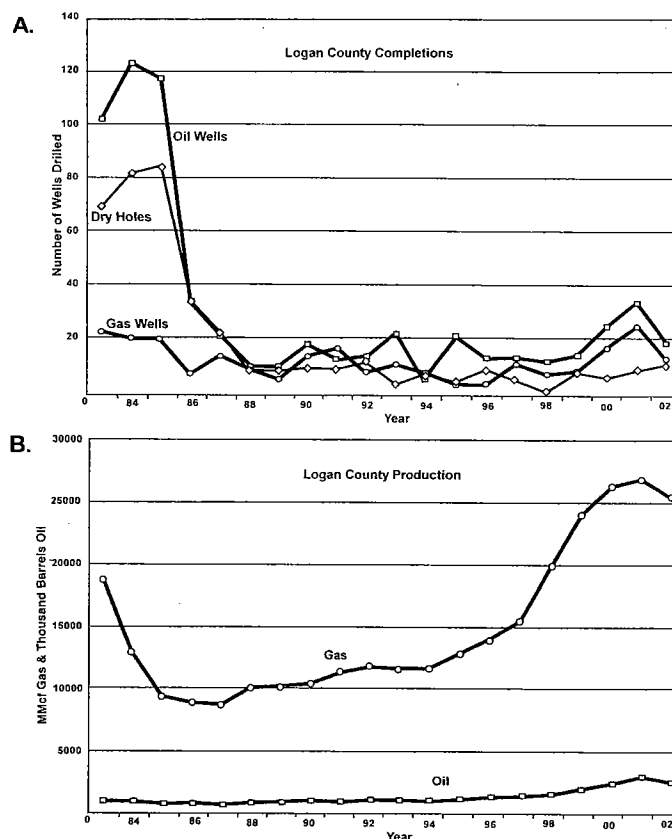 A.
Logan County Completions
Number of Wells Drilled
140
120
100
80
60
40
20
0
Oil Wells
Dry Holes
Gas Wells
84 86 88 90 92 94 96 98 00 02
Year
B.
Logan County Production
MMcf Gas & Thousand Barrels Oil
30000
25000
20000
15000
10000
5000
0
Gas
Oil
84 86 88 90 92 94 96 98 00 02
Year